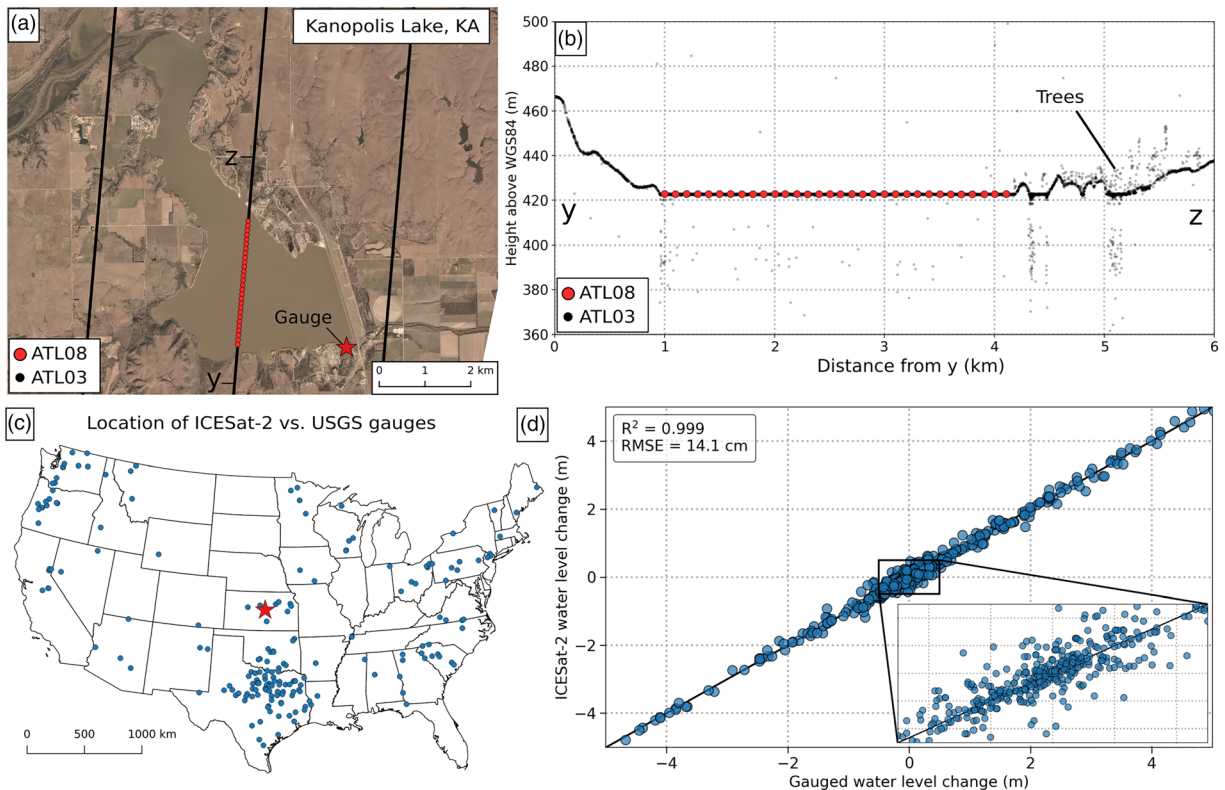 (a)
Kanopolis Lake, KA
z
Gauge
y
ATL08
ATL03
0 1 2 km
(b)
Height above WGS84 (m)
500
480
460
440
420
400
380
360
Trees
y
z
ATL08
ATL03
0 1 2 3 4 5 6
Distance from y (km)
(c)
Location of ICESat-2 vs. USGS gauges
0 500 1000 km
(d)
R² = 0.999
RMSE = 14.1 cm
ICESat-2 water level change (m)
4
2
0
−2
−4
−4 −2 0 2 4
Gauged water level change (m)